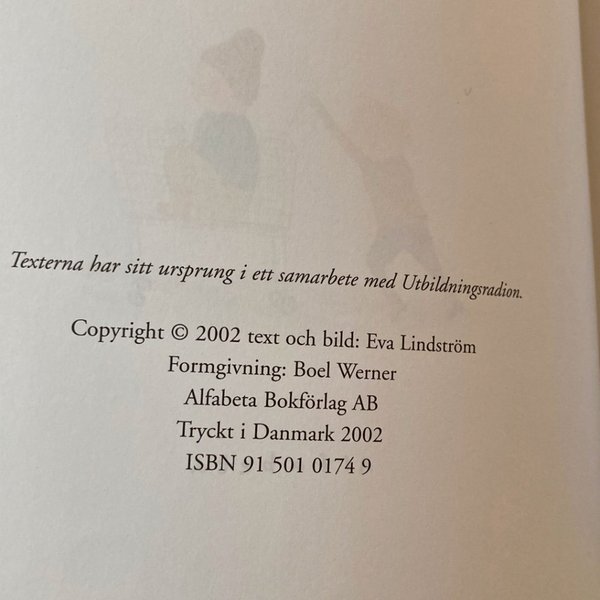 Texterna har sitt ursprung i ett samarbete med Utbildningsradion.
Copyright © 2002 text och bild: Eva Lindström
Formgivning: Boel Werner
Alfabeta Bokförlag AB
Tryckt i Danmark 2002
ISBN 91 501 0174 9